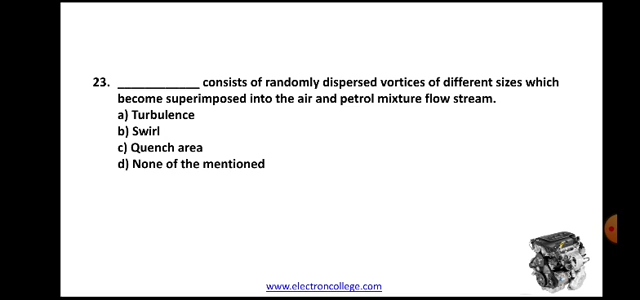 23. ____________ consists of randomly dispersed vortices of different sizes which
become superimposed into the air and petrol mixture flow stream.
a) Turbulence
b) Swirl
c) Quench area
d) None of the mentioned
www.electroncollege.com